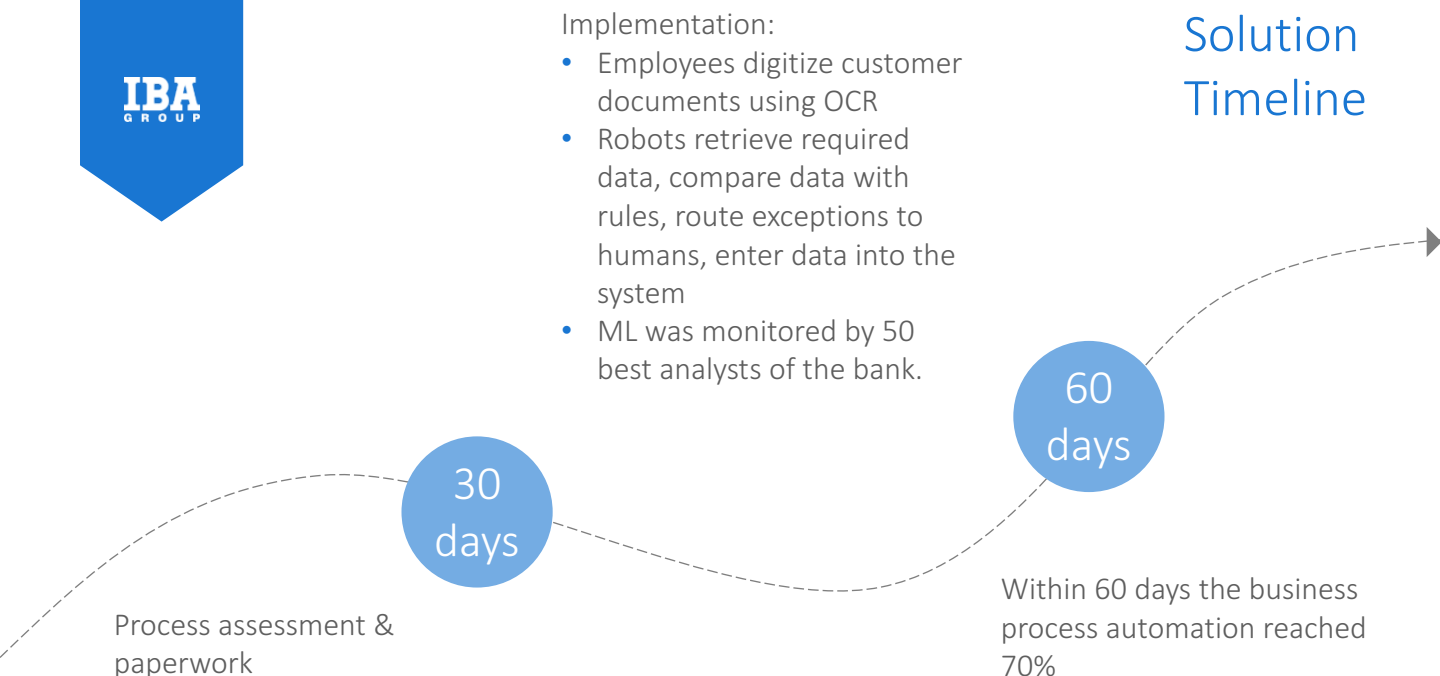 IBA
GROUP
Solution
Timeline
Implementation:
• Employees digitize customer
documents using OCR
• Robots retrieve required
data, compare data with
rules, route exceptions to
humans, enter data into the
system
• ML was monitored by 50
best analysts of the bank.
30
days
60
days
Process assessment &
paperwork
Within 60 days the business
process automation reached
70%